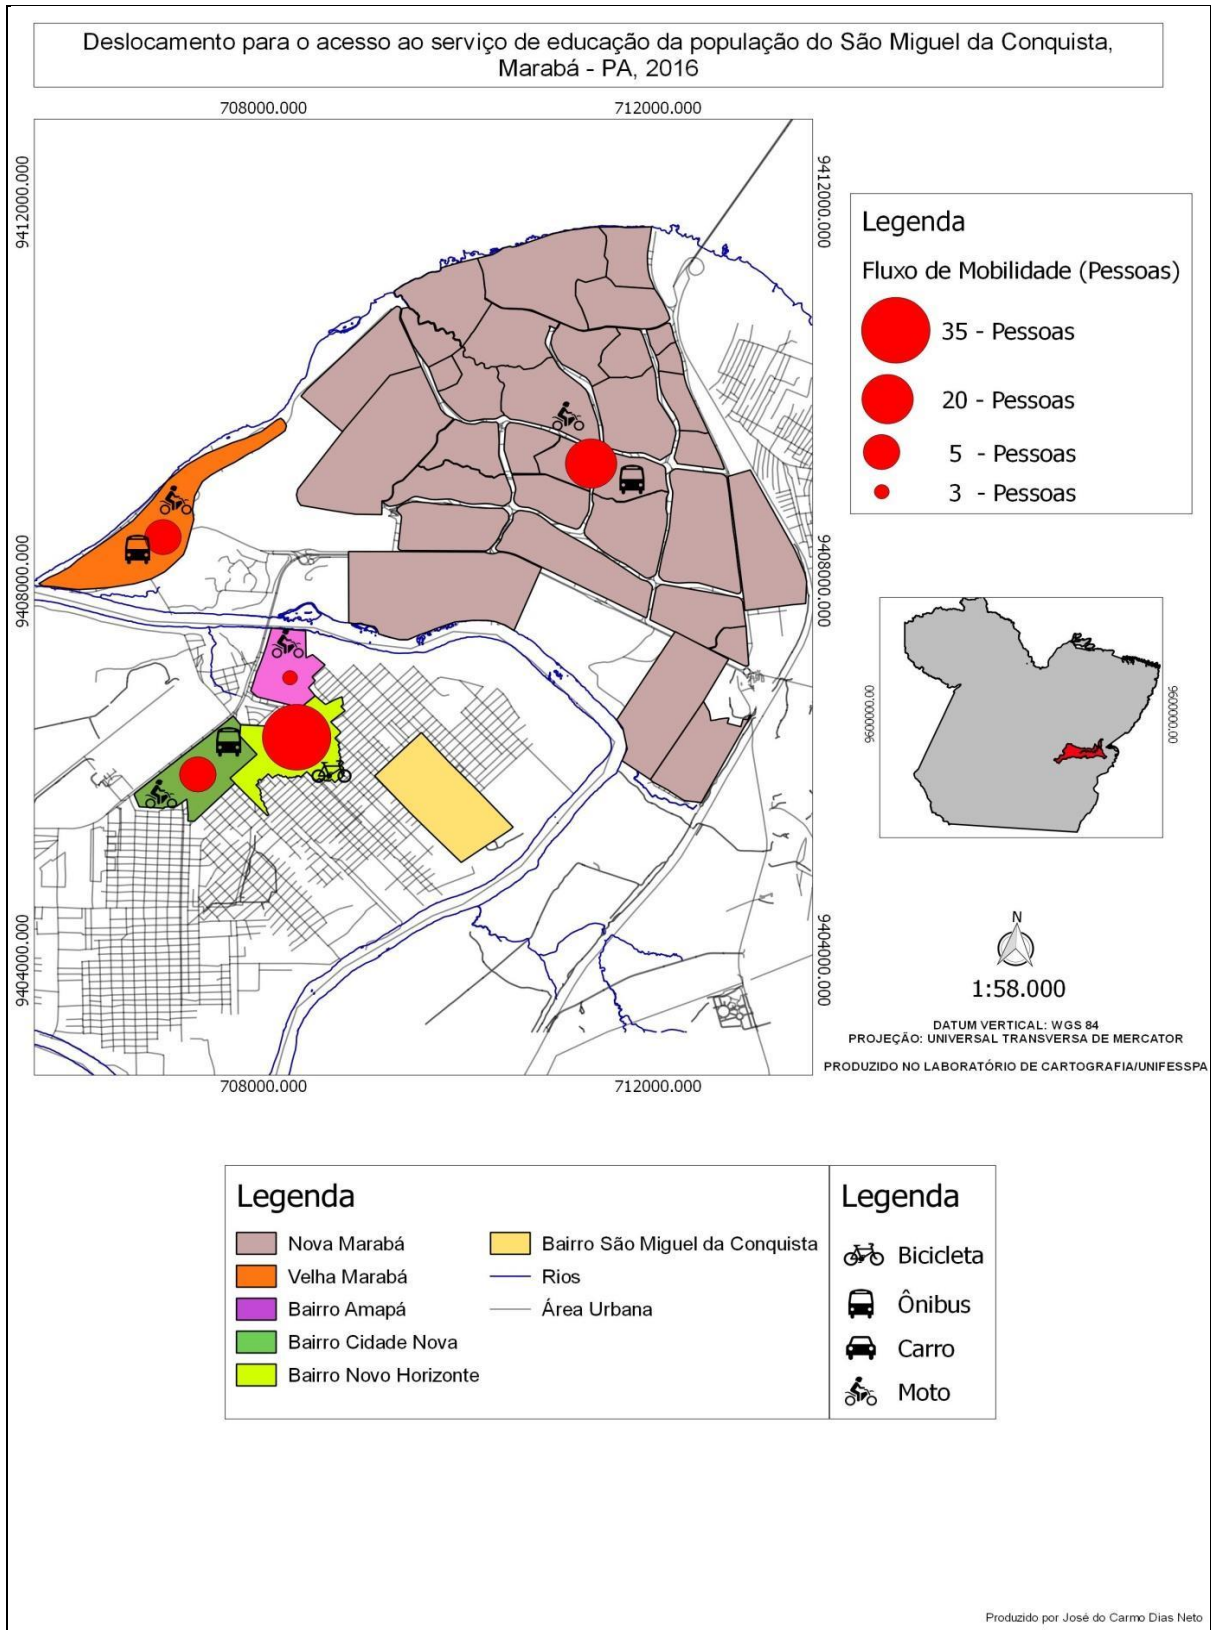 Deslocamento para o acesso ao serviço de educação da população do São Miguel da Conquista,
Marabá - PA, 2016
708000.000
712000.000
9412000.000
9412000.000
9408000.000
9408000.000
9404000.000
9404000.000
708000.000
712000.000
Legenda
Fluxo de Mobilidade (Pessoas)
35 - Pessoas
20 - Pessoas
5 - Pessoas
3 - Pessoas
9600000.00
9600000.00
N
1:58.000
DATUM VERTICAL: WGS 84
PROJEÇÃO: UNIVERSAL TRANSVERSA DE MERCATOR
PRODUZIDO NO LABORATÓRIO DE CARTOGRAFIA/UNIFESSPA
Legenda
Nova Marabá
Velha Marabá
Bairro Amapá
Bairro Cidade Nova
Bairro Novo Horizonte
Bairro São Miguel da Conquista
Rios
Área Urbana
Legenda
Bicicleta
Ônibus
Carro
Moto
Produzido por José do Carmo Dias Neto